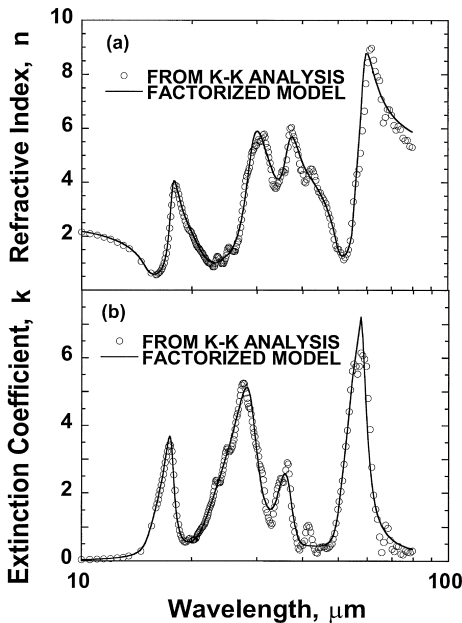 10
(a)
FROM K-K ANALYSIS
8
FACTORIZED MODEL
6
4
2
Refractive Index, n
(b)
FROM K-K ANALYSIS
6
FACTORIZED MODEL
4
2
0
Extinction Coefficient, k
10
100
Wavelength, μm